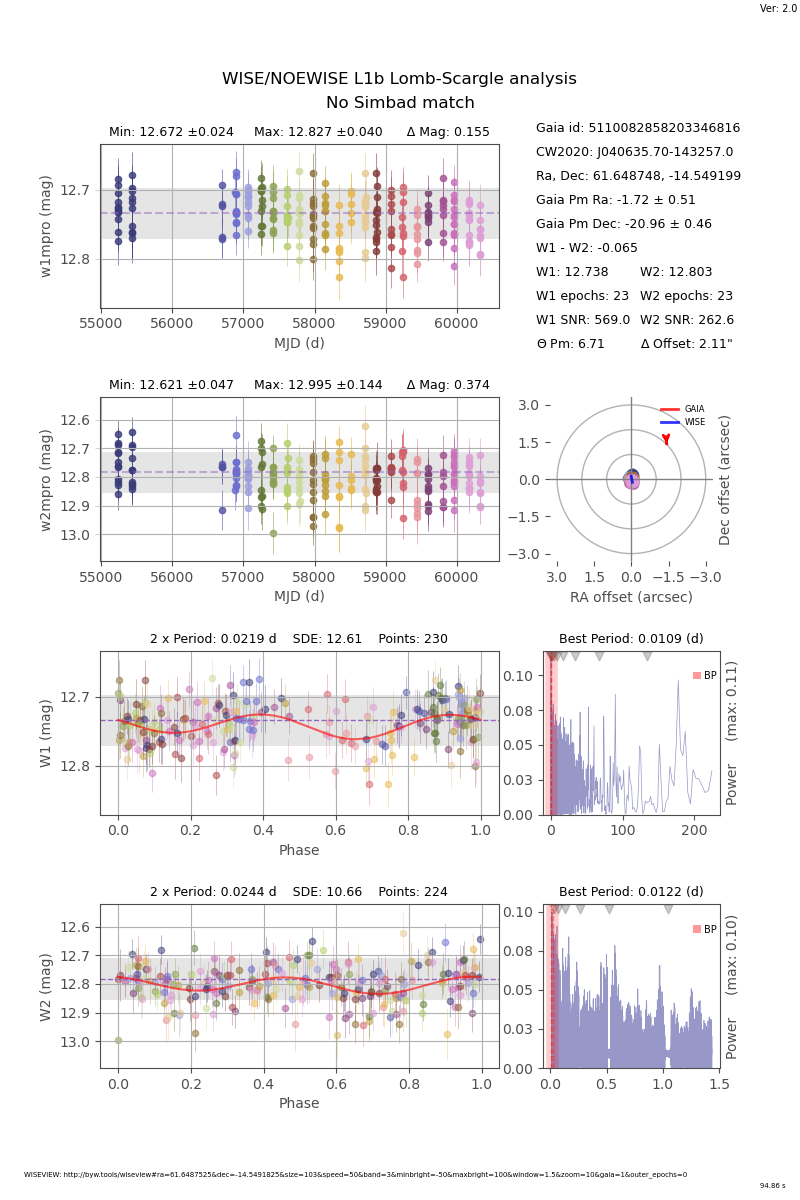 Ver: 2.0
WISE/NOEWISE L1b Lomb-Scargle analysis
No Simbad match
Min: 12.672 ±0.024 Max: 12.827 ±0.040 Δ Mag: 0.155
w1mpro (mag)
12.7
12.8
55000 56000 57000 58000 59000 60000
MJD (d)
Gaia id: 5110082858203346816
CW2020: J040635.70-143257.0
Ra, Dec: 61.648748, -14.549199
Gaia Pm Ra: -1.72 ± 0.51
Gaia Pm Dec: -20.96 ± 0.46
W1 - W2: -0.065
W1: 12.738 W2: 12.803
W1 epochs: 23 W2 epochs: 23
W1 SNR: 569.0 W2 SNR: 262.6
Θ Pm: 6.71 Δ Offset: 2.11"
Min: 12.621 ±0.047 Max: 12.995 ±0.144 Δ Mag: 0.374
w2mpro (mag)
12.6
12.7
12.8
12.9
13.0
55000 56000 57000 58000 59000 60000
MJD (d)
GAIA
WISE
3.0
1.5
0.0
−1.5
−3.0
3.0 1.5 0.0 −1.5 −3.0
RA offset (arcsec)
Dec offset (arcsec)
2 x Period: 0.0219 d SDE: 12.61 Points: 230
W1 (mag)
12.7
12.8
0.0 0.2 0.4 0.6 0.8 1.0
Phase
Best Period: 0.0109 (d)
BP
0.10
0.08
0.05
0.03
0.00
0 100 200
Power (max: 0.11)
2 x Period: 0.0244 d SDE: 10.66 Points: 224
W2 (mag)
12.6
12.7
12.8
12.9
13.0
0.0 0.2 0.4 0.6 0.8 1.0
Phase
Best Period: 0.0122 (d)
BP
0.10
0.08
0.05
0.03
0.00
0.0 0.5 1.0 1.5
Power (max: 0.10)
WISEVIEW: http://byw.tools/wiseview#ra=61.6487525&dec=-14.5491825&size=103&speed=50&band=3&minbright=-50&maxbright=100&window=1.5&zoom=10&gaia=1&outer_epochs=0
94.86 s